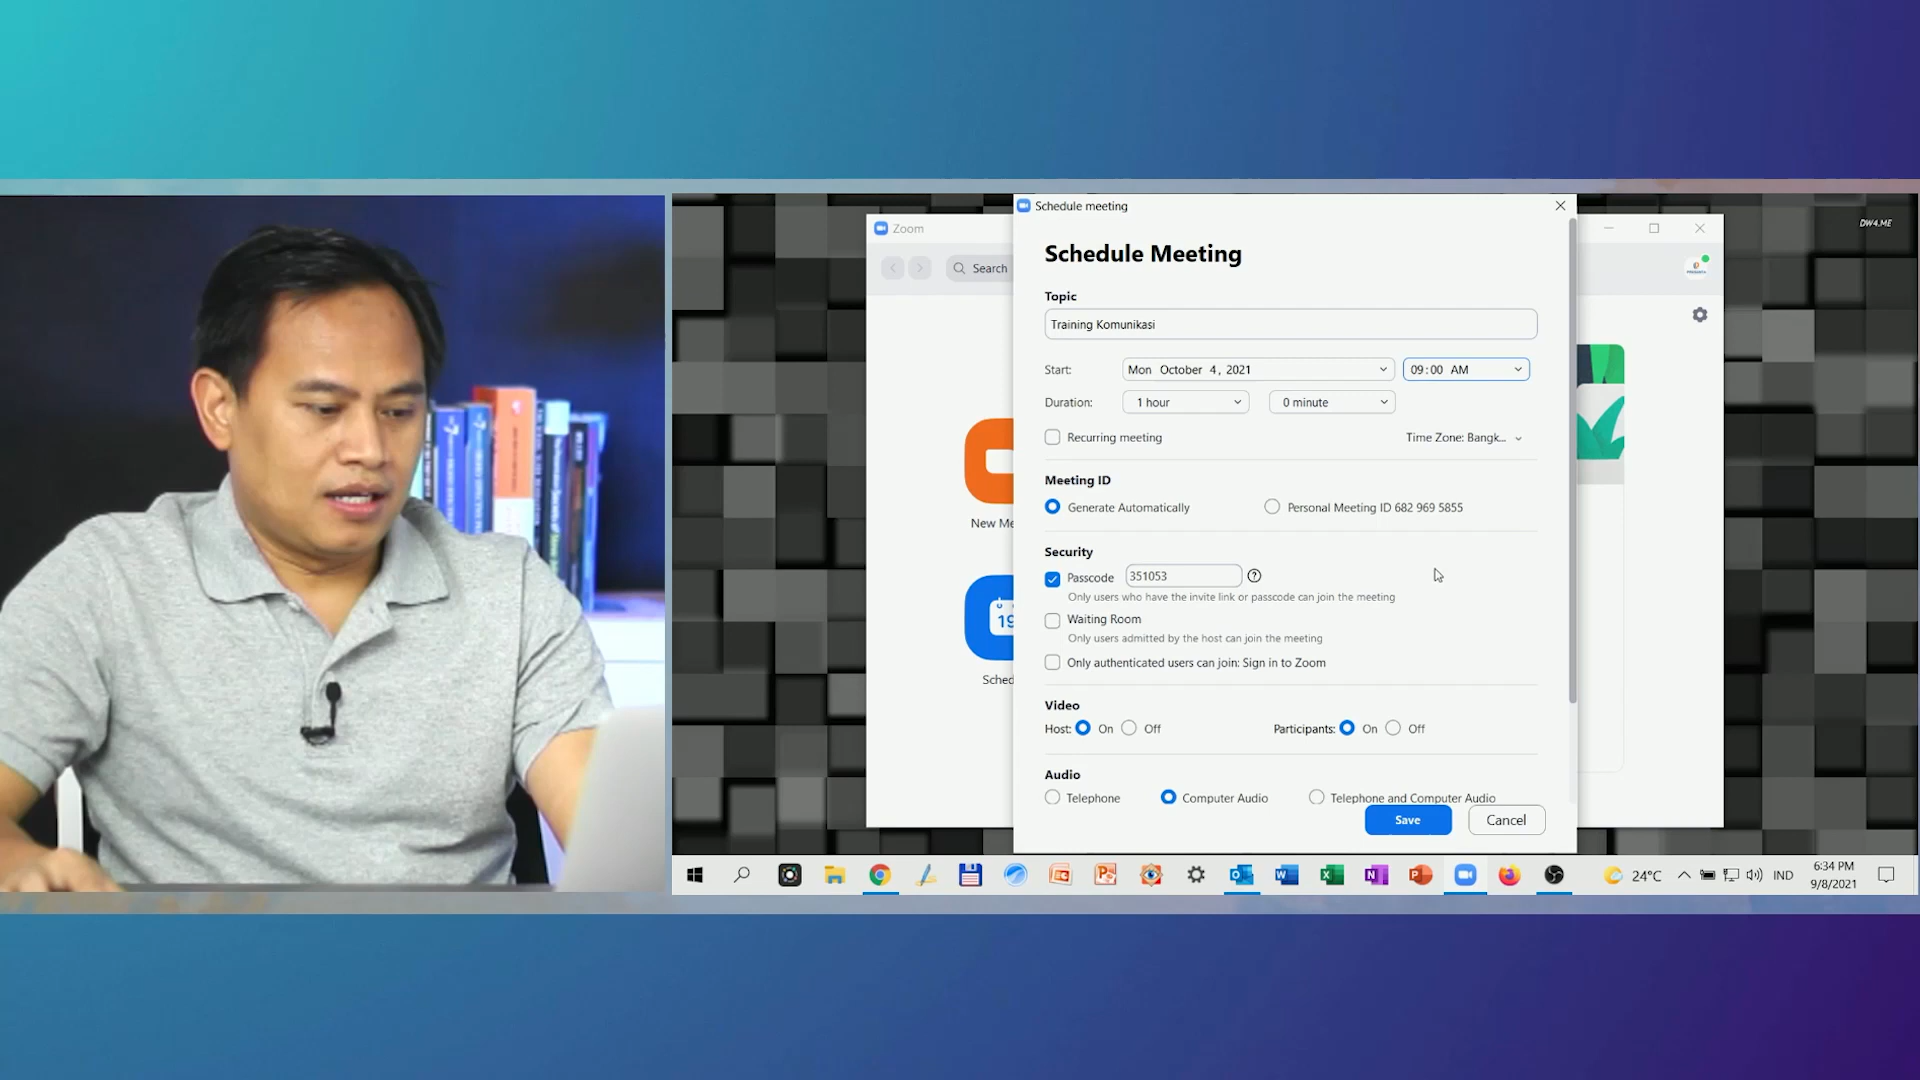 Schedule meeting
DW4.ME
Zoom
Search
Schedule Meeting
Topic
Training Komunikasi
Start: Mon October 4, 2021 09:00 AM
Duration: 1 hour 0 minute
Recurring meeting Time Zone: Bangk...
Meeting ID
Generate Automatically Personal Meeting ID 682 969 5855
New Me
Security
Passcode 351053
Only users who have the invite link or passcode can join the meeting
19
Waiting Room
Only users admitted by the host can join the meeting
Only authenticated users can join: Sign in to Zoom
Sched
Video
Host: On Off Participants: On Off
Audio
Telephone Computer Audio Telephone and Computer Audio
Save Cancel
24°C IND 6:34 PM
9/8/2021